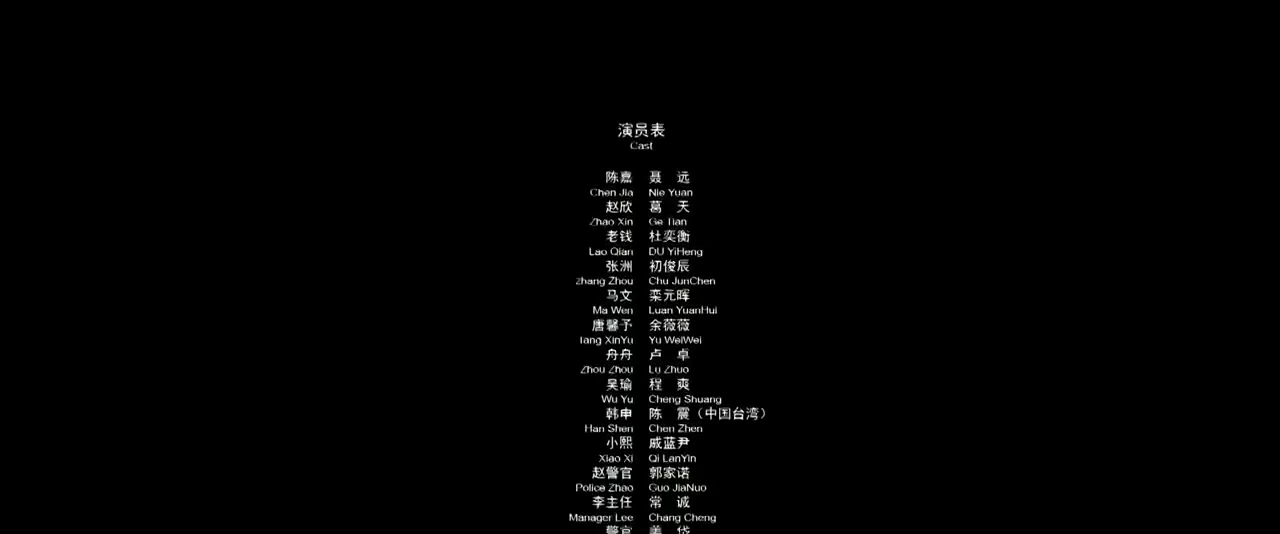 演员表
Cast
陈嘉 聂 远
Chen Jia Nie Yuan
赵欣 葛 天
Zhao Xin Ge Tian
老钱 杜奕衡
Lao Qian DU YiHeng
张洲 初俊辰
zhang Zhou Chu JunChen
马文 栾元晖
Ma Wen Luan YuanHui
唐馨予 余薇薇
Tang XinYu Yu WeiWei
舟舟 卢 卓
Zhou Zhou Lu Zhuo
吴瑜 程 爽
Wu Yu Cheng Shuang
韩申 陈 震（中国台湾）
Han Shen Chen Zhen
小熙 戚蓝尹
Xiao Xi Qi LanYin
赵警官 郭家诺
Police Zhao Guo JiaNuo
李主任 常 诚
Manager Lee Chang Cheng
警官